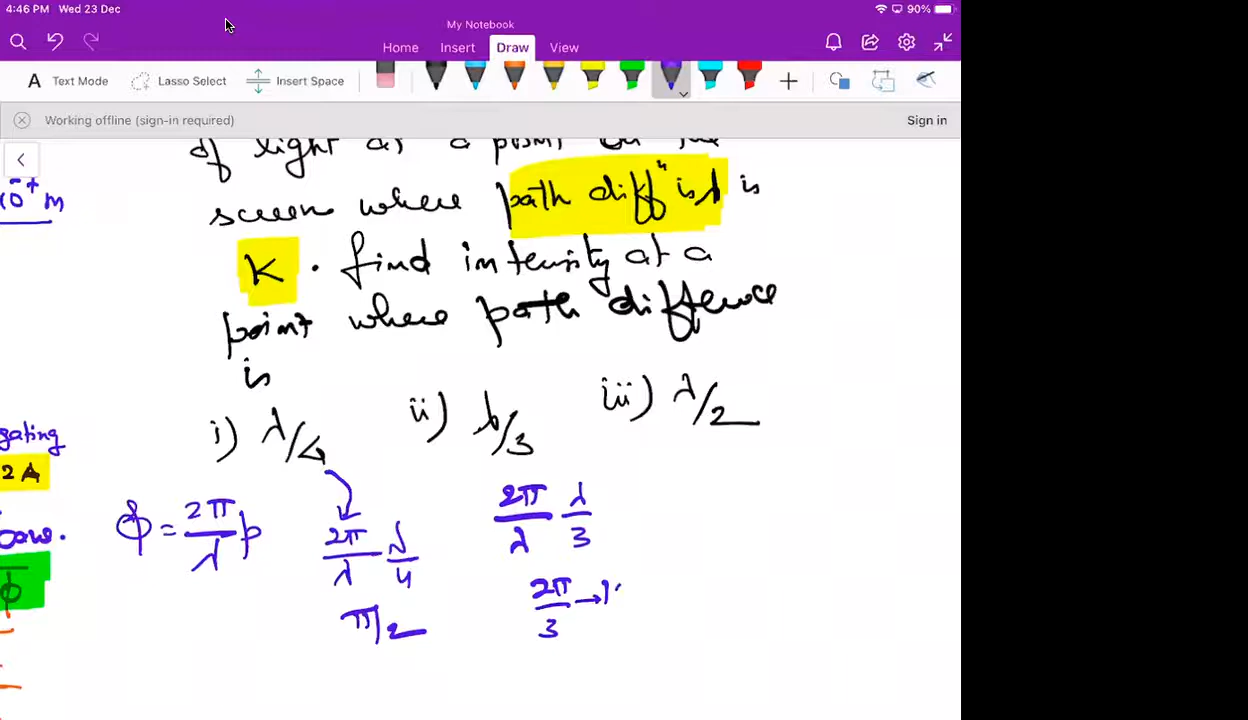 4:46 PM Wed 23 Dec
90%
My Notebook
Home Insert Draw View
A Text Mode Lasso Select Insert Space
Working offline (sign-in required) Sign in
of light at a point on the
screen where path diffⁿ is λ is
K. find intensity at a
point where path difference
is
i) λ/4 ii) λ/3 iii) λ/2
m
gating
2 A
ϕ = 2π/λ p
2π/λ λ/4
π/2
2π/λ λ/3
2π/3 →
ϕ